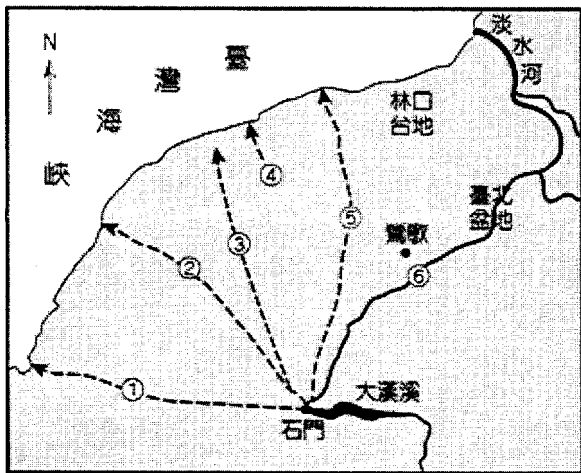 N
臺灣海峽
淡水河
林口
台地
臺北
盆地
鶯歌
④
⑤
③
②
⑥
①
大漢溪
石門